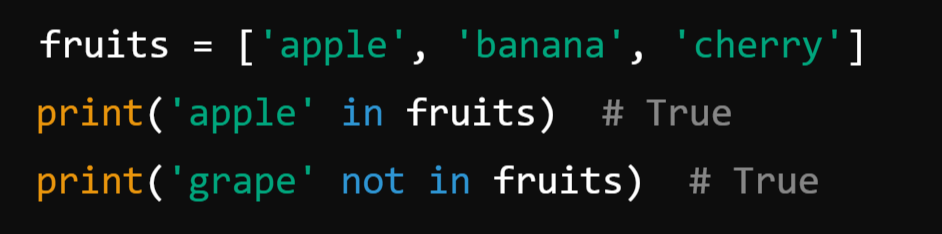 fruits = ['apple', 'banana', 'cherry']
print('apple' in fruits)  # True
print('grape' not in fruits)  # True